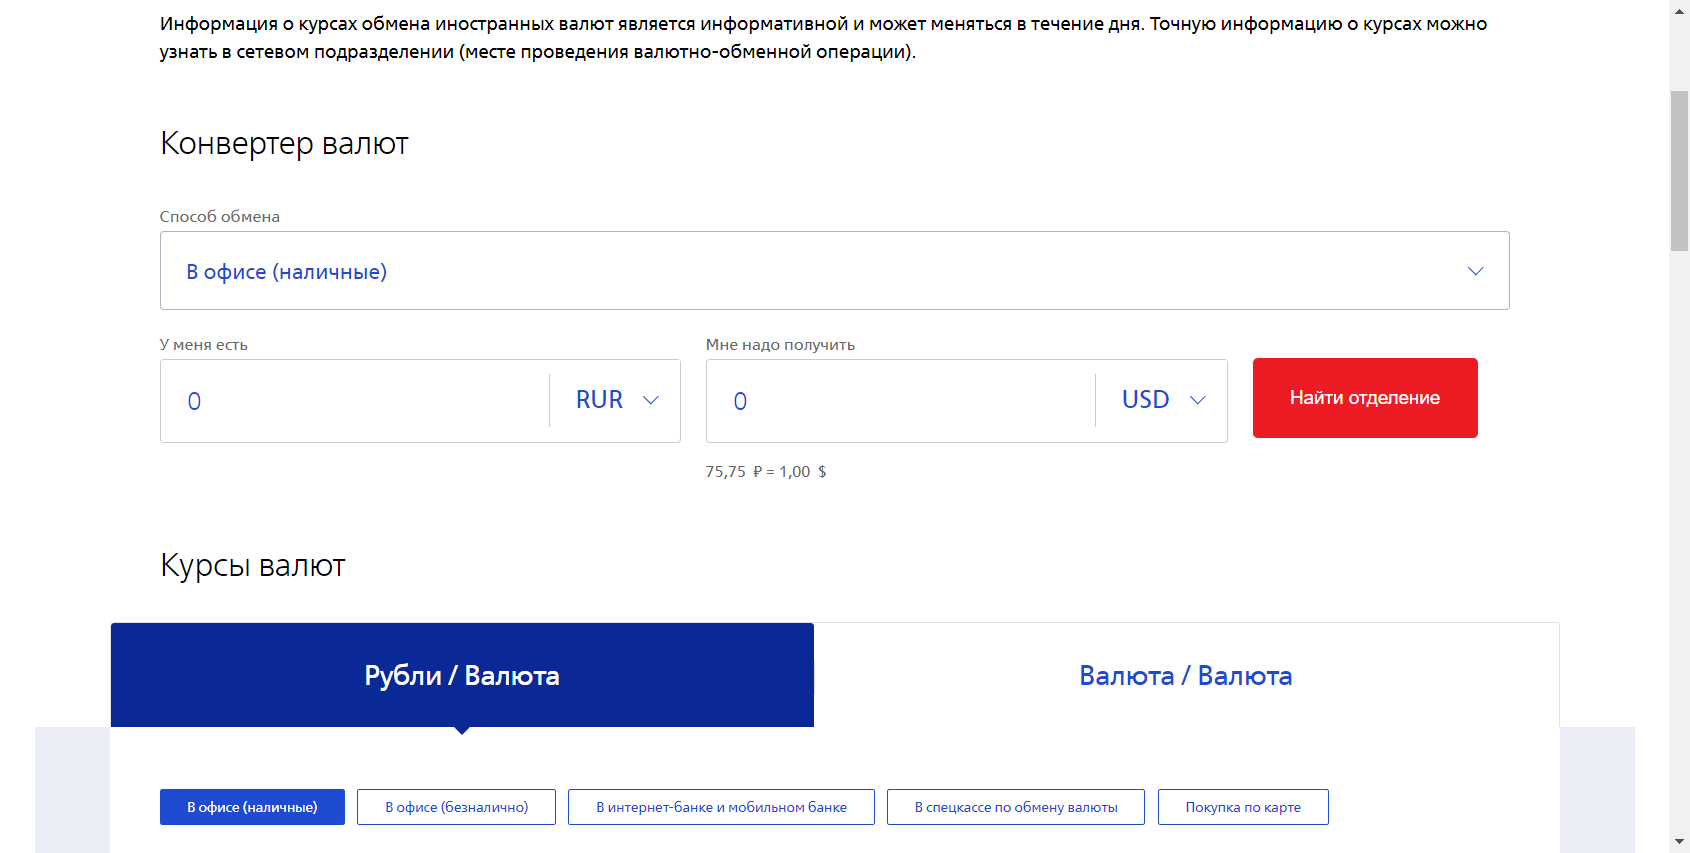 Информация о курсах обмена иностранных валют является информативной и может меняться в течение дня. Точную информацию о курсах можно
узнать в сетевом подразделении (месте проведения валютно-обменной операции).
Конвертер валют
Способ обмена
В офисе (наличные)
У меня есть
Мне надо получить
0 RUR
0 USD
Найти отделение
75,75 ₽ = 1,00 $
Курсы валют
Рубли / Валюта
Валюта / Валюта
В офисе (наличные)
В офисе (безналично)
В интернет-банке и мобильном банке
В спецкассе по обмену валюты
Покупка по карте